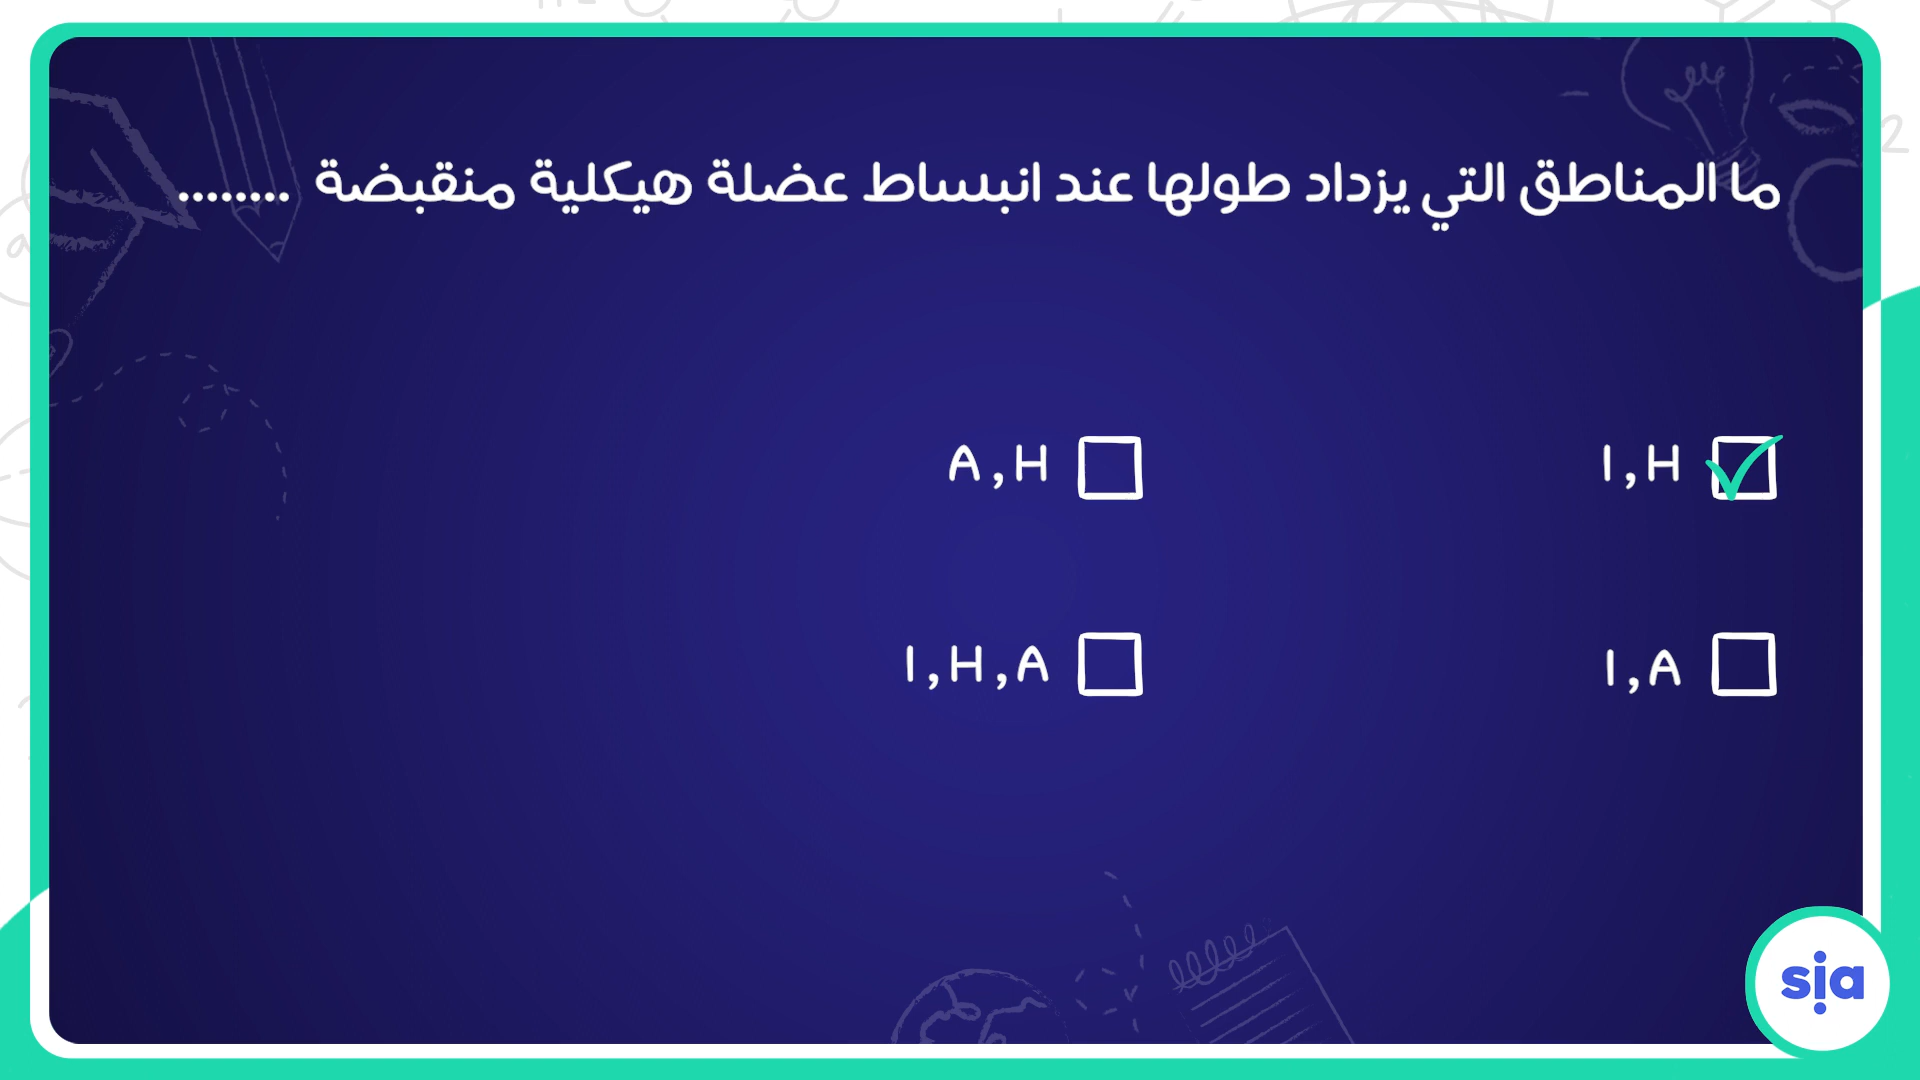 ما المناطق التي يزداد طولها عند انبساط عضلة هيكلية منقبضة ........
I , H
A , H
I , A
I , H , A
sia